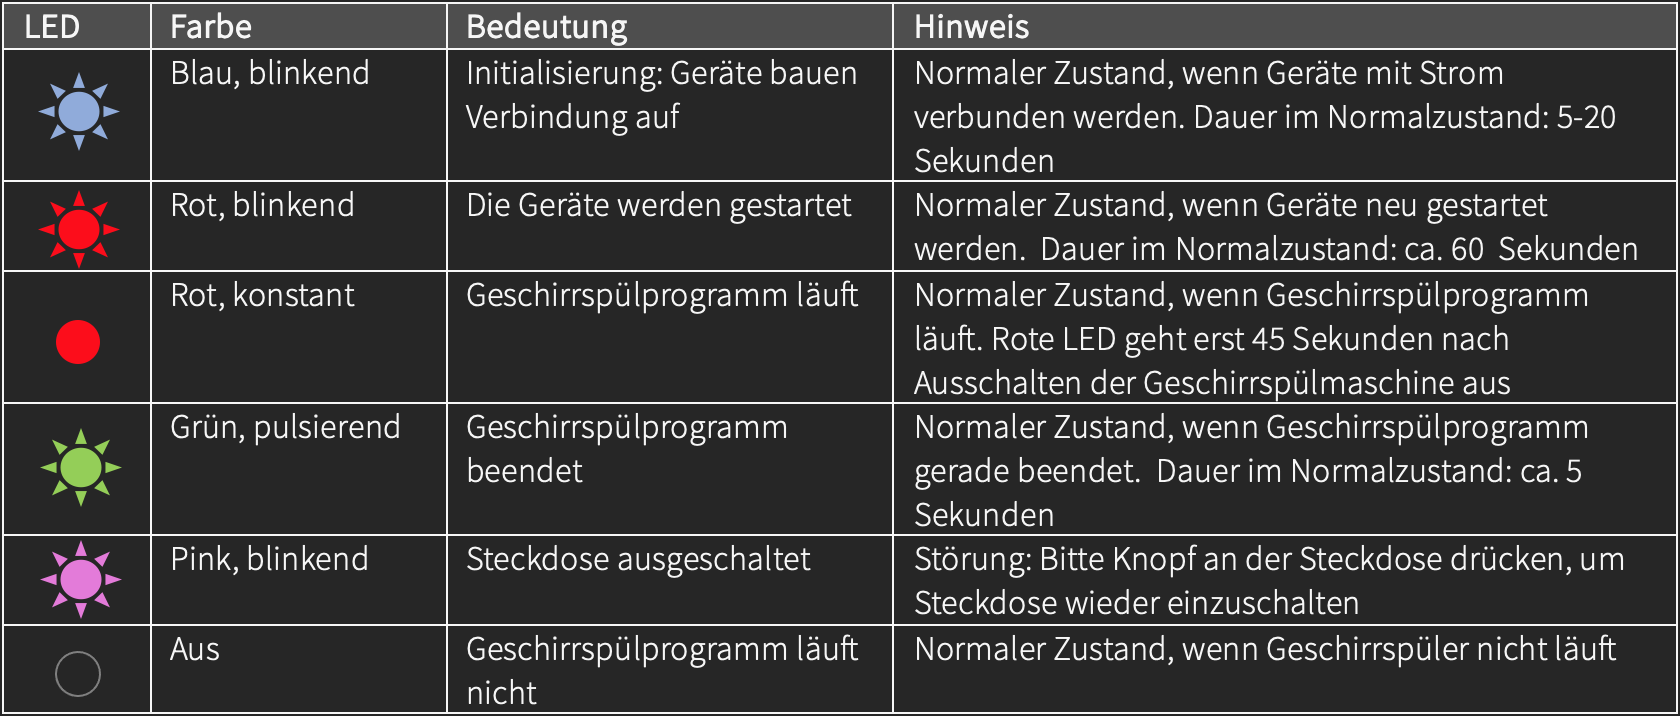 LED Farbe Bedeutung Hinweis
Blau, blinkend Initialisierung: Geräte bauen Normaler Zustand, wenn Geräte mit Strom
Verbindung auf verbunden werden. Dauer im Normalzustand: 5-20
Sekunden
Rot, blinkend Die Geräte werden gestartet Normaler Zustand, wenn Geräte neu gestartet
werden.  Dauer im Normalzustand: ca. 60  Sekunden
Rot, konstant Geschirrspülprogramm läuft Normaler Zustand, wenn Geschirrspülprogramm
läuft. Rote LED geht erst 45 Sekunden nach
Ausschalten der Geschirrspülmaschine aus
Grün, pulsierend Geschirrspülprogramm Normaler Zustand, wenn Geschirrspülprogramm
beendet gerade beendet.  Dauer im Normalzustand: ca. 5
Sekunden
Pink, blinkend Steckdose ausgeschaltet Störung: Bitte Knopf an der Steckdose drücken, um
Steckdose wieder einzuschalten
Aus Geschirrspülprogramm läuft Normaler Zustand, wenn Geschirrspüler nicht läuft
nicht